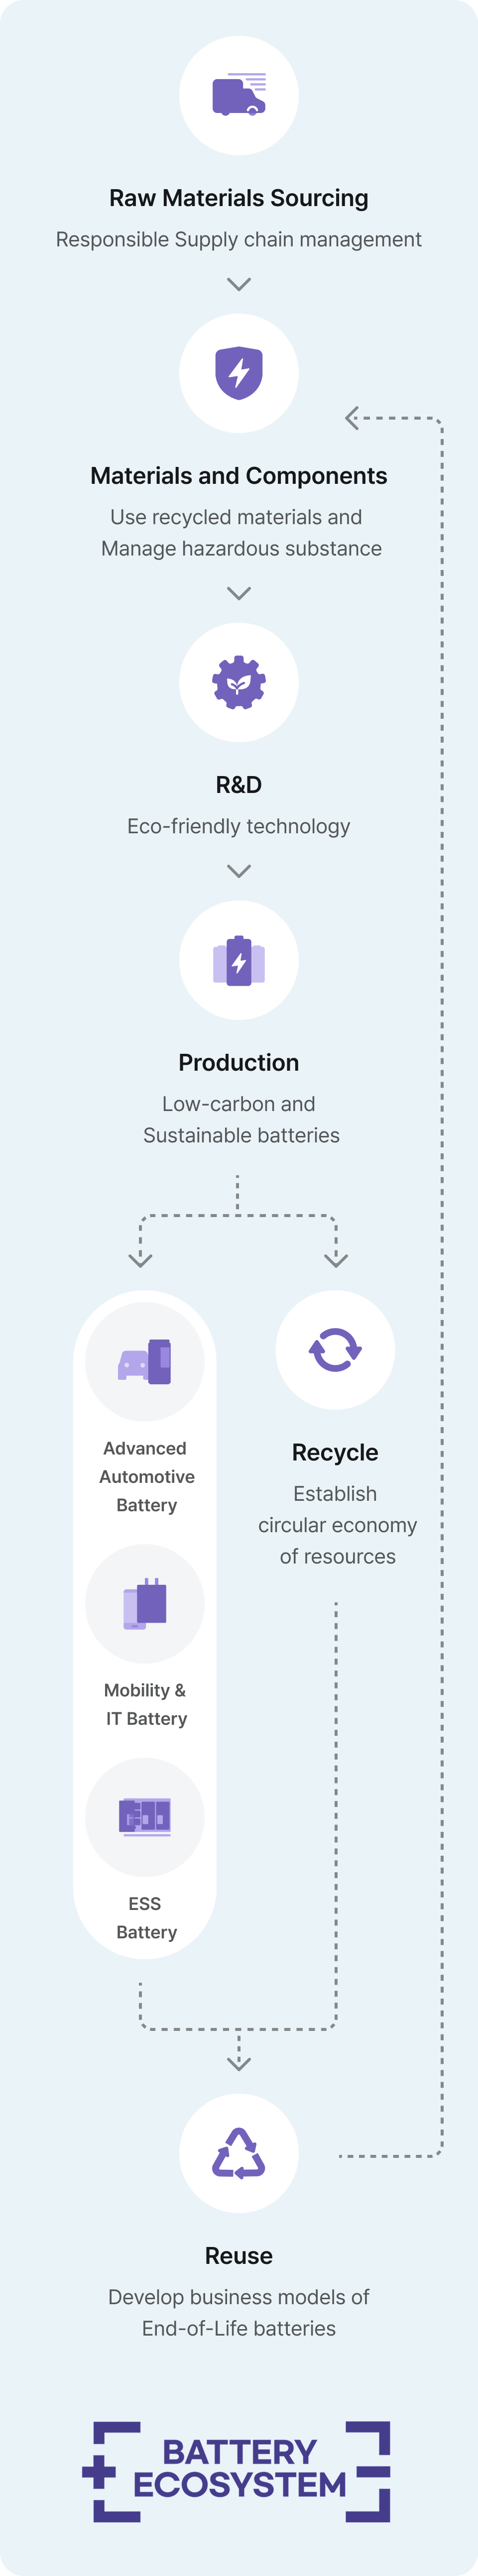 Raw Materials Sourcing
Responsible Supply chain management
Materials and Components
Use recycled materials and
Manage hazardous substance
R&D
Eco-friendly technology
Production
Low-carbon and
Sustainable batteries
Advanced
Automotive
Battery
Mobility &
IT Battery
ESS
Battery
Recycle
Establish
circular economy
of resources
Reuse
Develop business models of
End-of-Life batteries
BATTERY
ECOSYSTEM